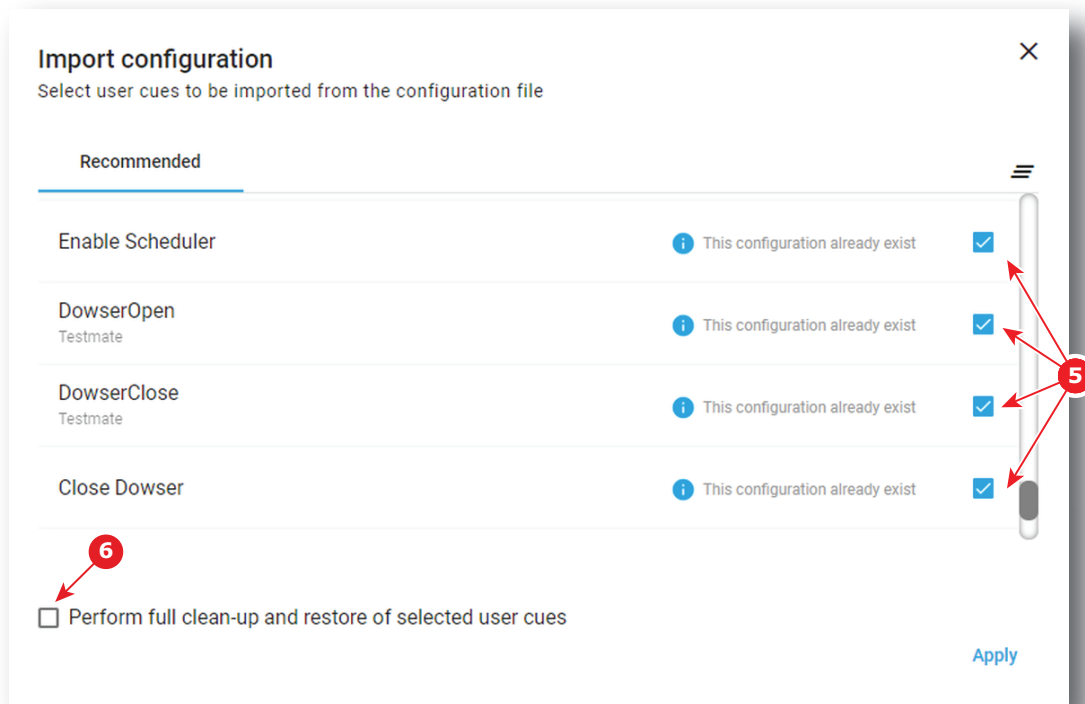 Import configuration
Select user cues to be imported from the configuration file
Recommended
Enable Scheduler
This configuration already exist
DowserOpen
Testmate
This configuration already exist
5
DowserClose
Testmate
This configuration already exist
Close Dowser
This configuration already exist
6
Perform full clean-up and restore of selected user cues
Apply